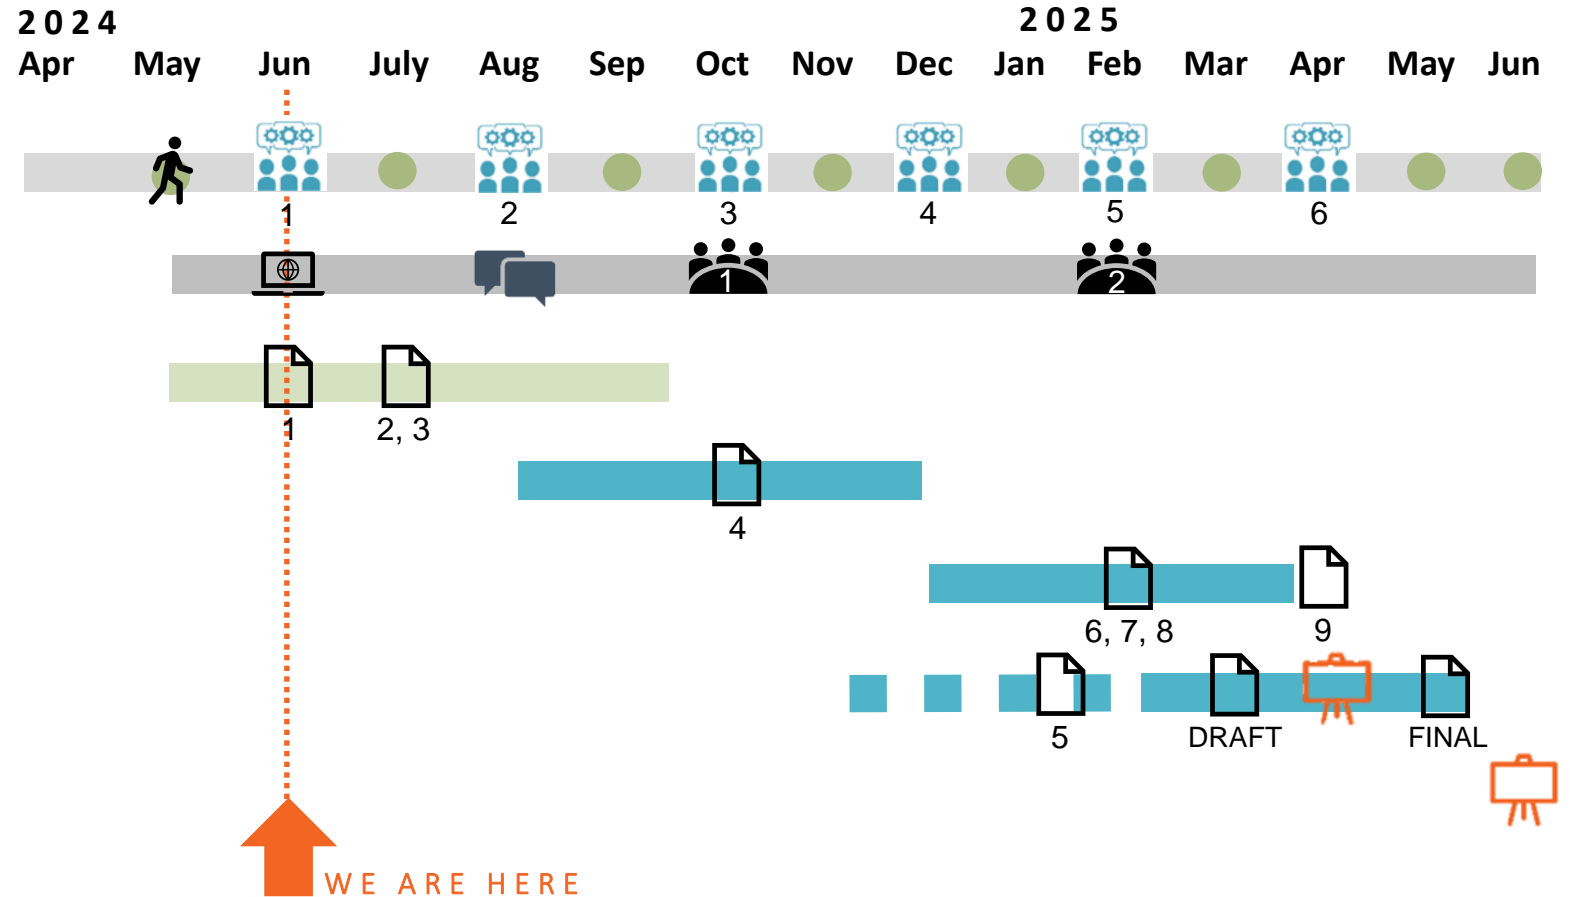 2024 2025
Apr May Jun July Aug Sep Oct Nov Dec Jan Feb Mar Apr May Jun
1 2 3 4 5 6
1 2
1 2, 3
4
6, 7, 8 9
5 DRAFT FINAL
WE ARE HERE